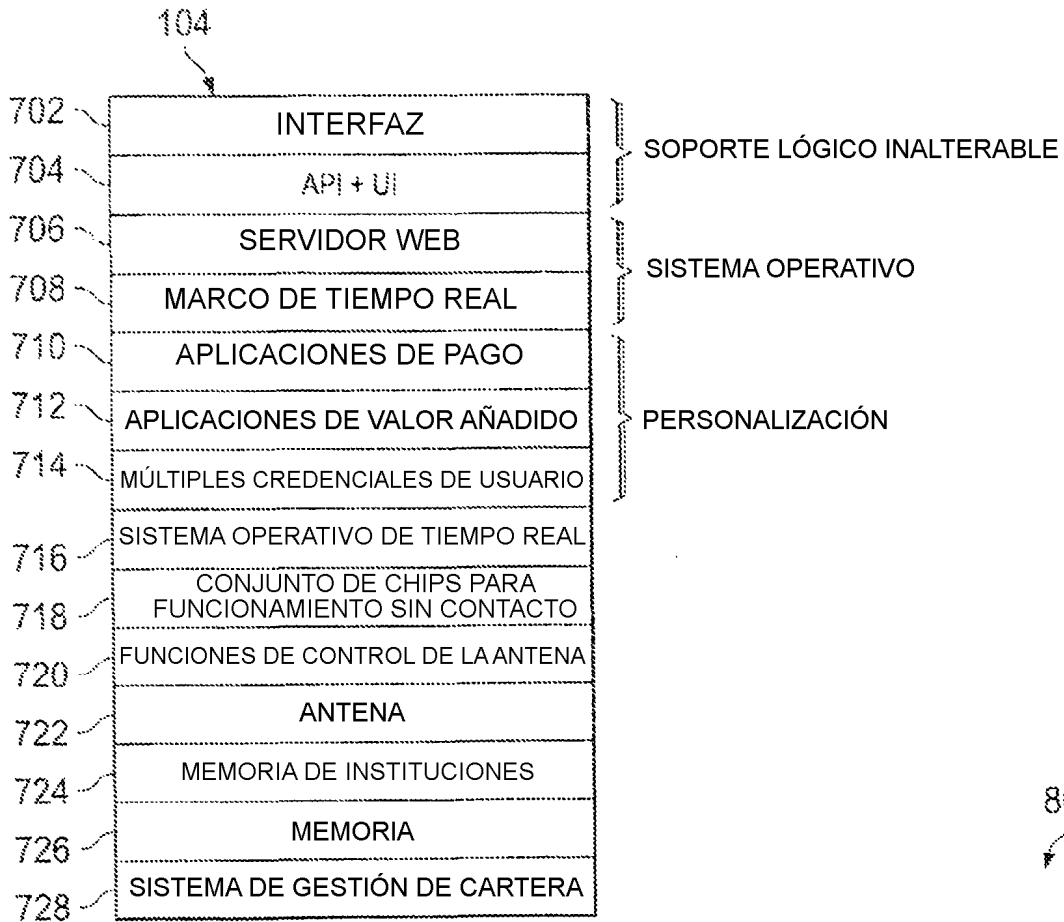 104
702 INTERFAZ
SOPORTE LÓGICO INALTERABLE
704 API + UI
706 SERVIDOR WEB
SISTEMA OPERATIVO
708 MARCO DE TIEMPO REAL
710 APLICACIONES DE PAGO
712 APLICACIONES DE VALOR AÑADIDO
PERSONALIZACIÓN
714 MÚLTIPLES CREDENCIALES DE USUARIO
716 SISTEMA OPERATIVO DE TIEMPO REAL
718 CONJUNTO DE CHIPS PARA
FUNCIONAMIENTO SIN CONTACTO
720 FUNCIONES DE CONTROL DE LA ANTENA
722 ANTENA
724 MEMORIA DE INSTITUCIONES
726 MEMORIA
728 SISTEMA DE GESTIÓN DE CARTERA